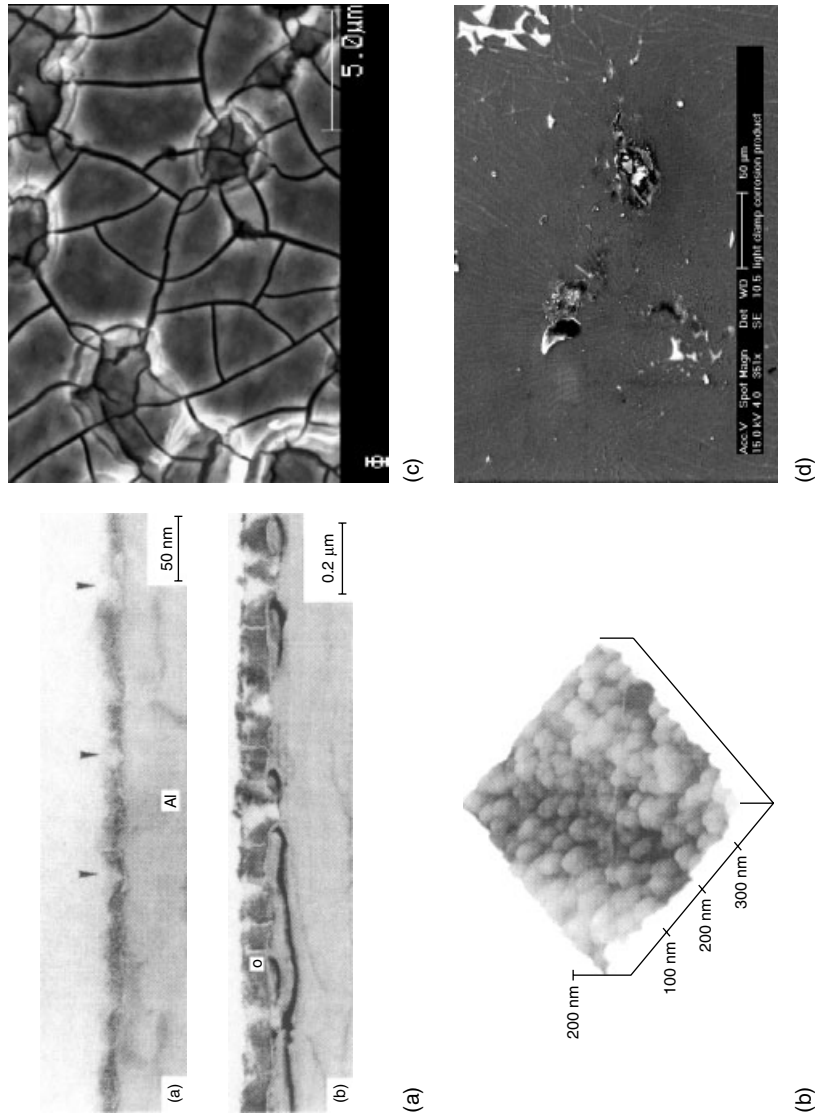 (a)
Al
50 nm
(b)
o
0.2 µm
(a)
200 nm
100 nm
200 nm
300 nm
(b)
5.0µm
(c)
Acc.V Spot Magn Det WD 50 µm
15.0 kV 4.0 351x SE 10.5 light clamp corrosion product
(d)